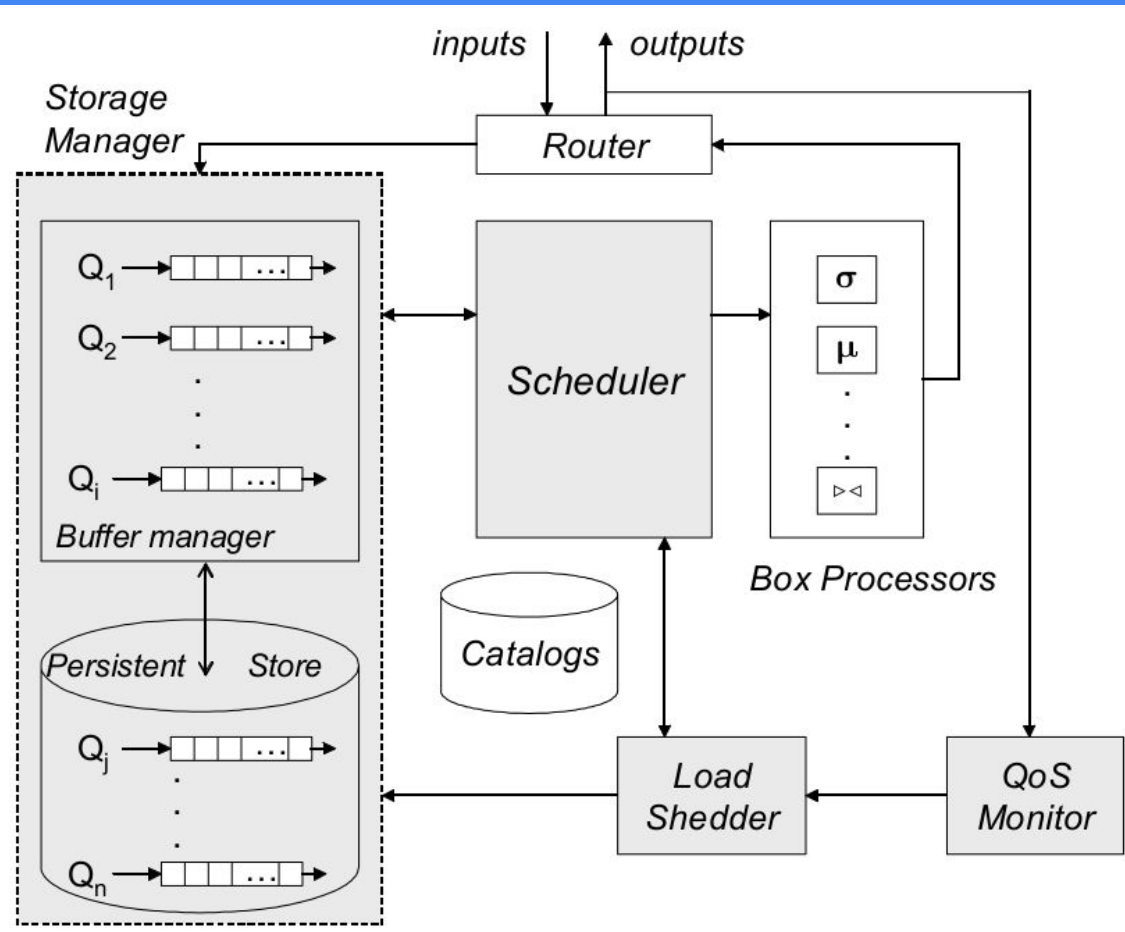 inputs
outputs
Storage
Manager
Router
Q1
Q2
.
.
.
Qi
Buffer manager
Scheduler
σ
μ
.
.
.
▷◁
Box Processors
Persistent Store
Catalogs
Qj
.
.
.
Qn
Load
Shedder
QoS
Monitor